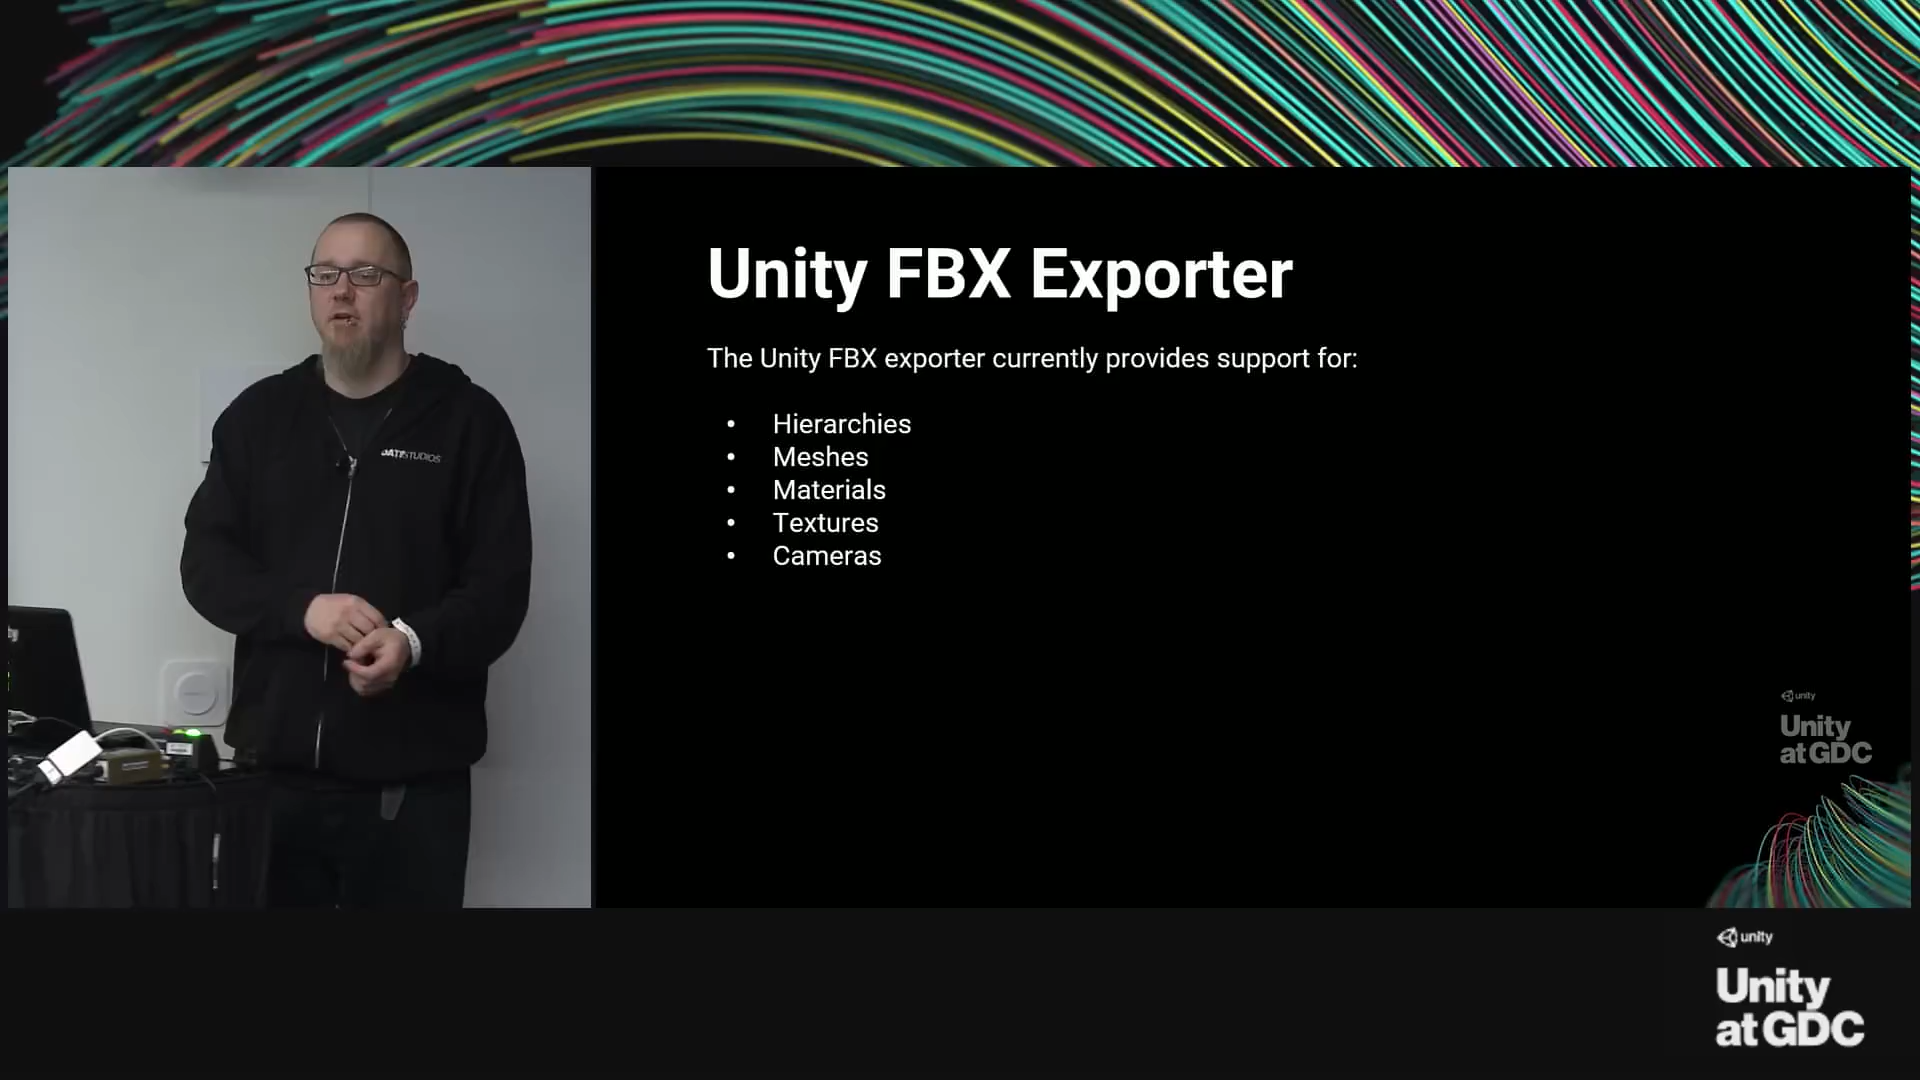 Unity FBX Exporter
The Unity FBX exporter currently provides support for:
• Hierarchies
• Meshes
• Materials
• Textures
• Cameras
STUDIOS
unity
Unity
at GDC
unity
Unity
at GDC